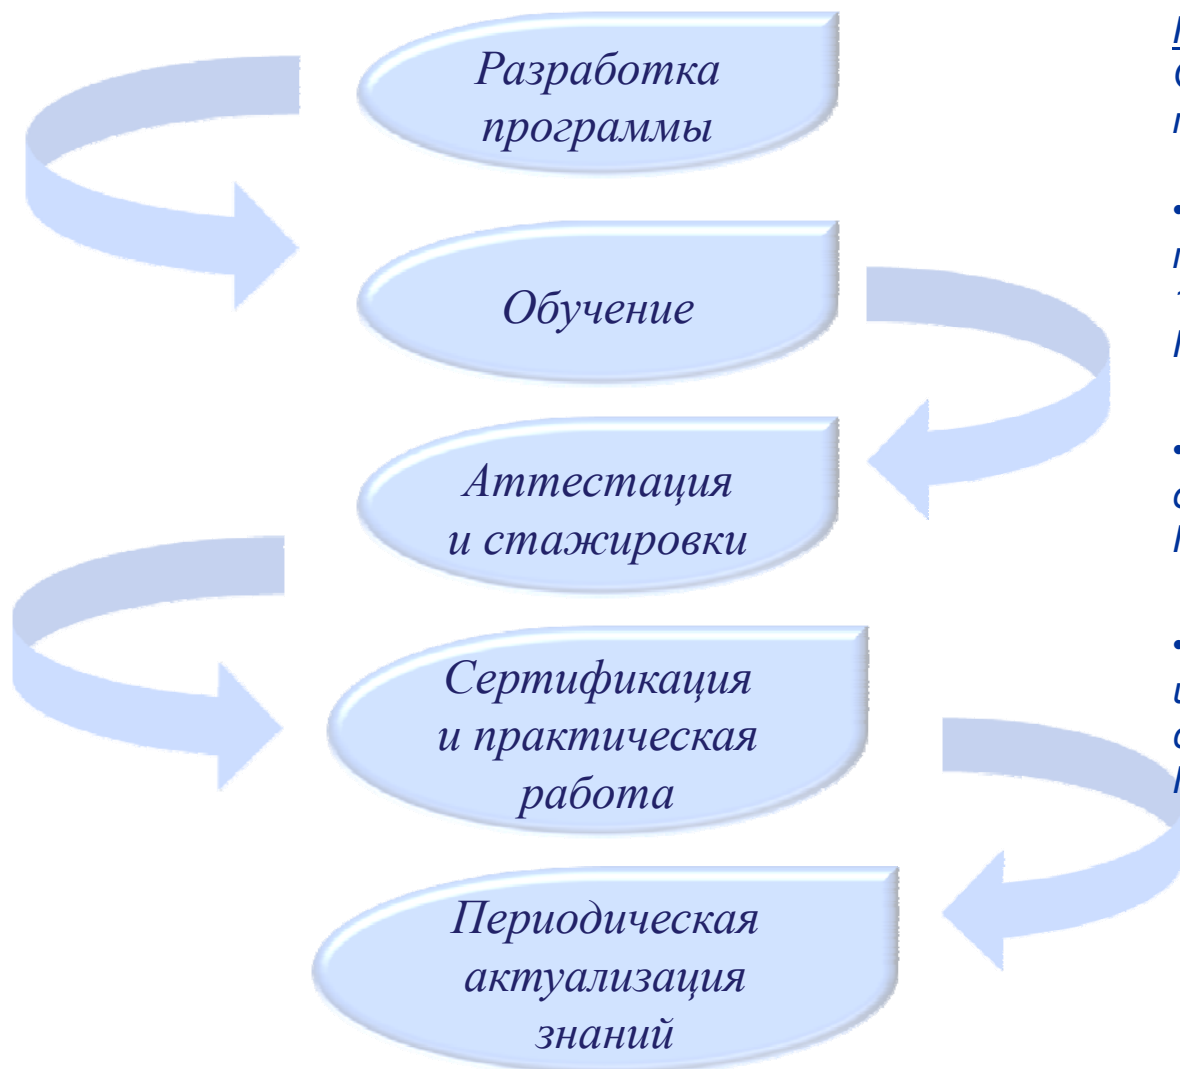 Разработка
программы
Обучение
Аттестация
и стажировки
Сертификация
и практическая
работа
Периодическая
актуализация
знаний